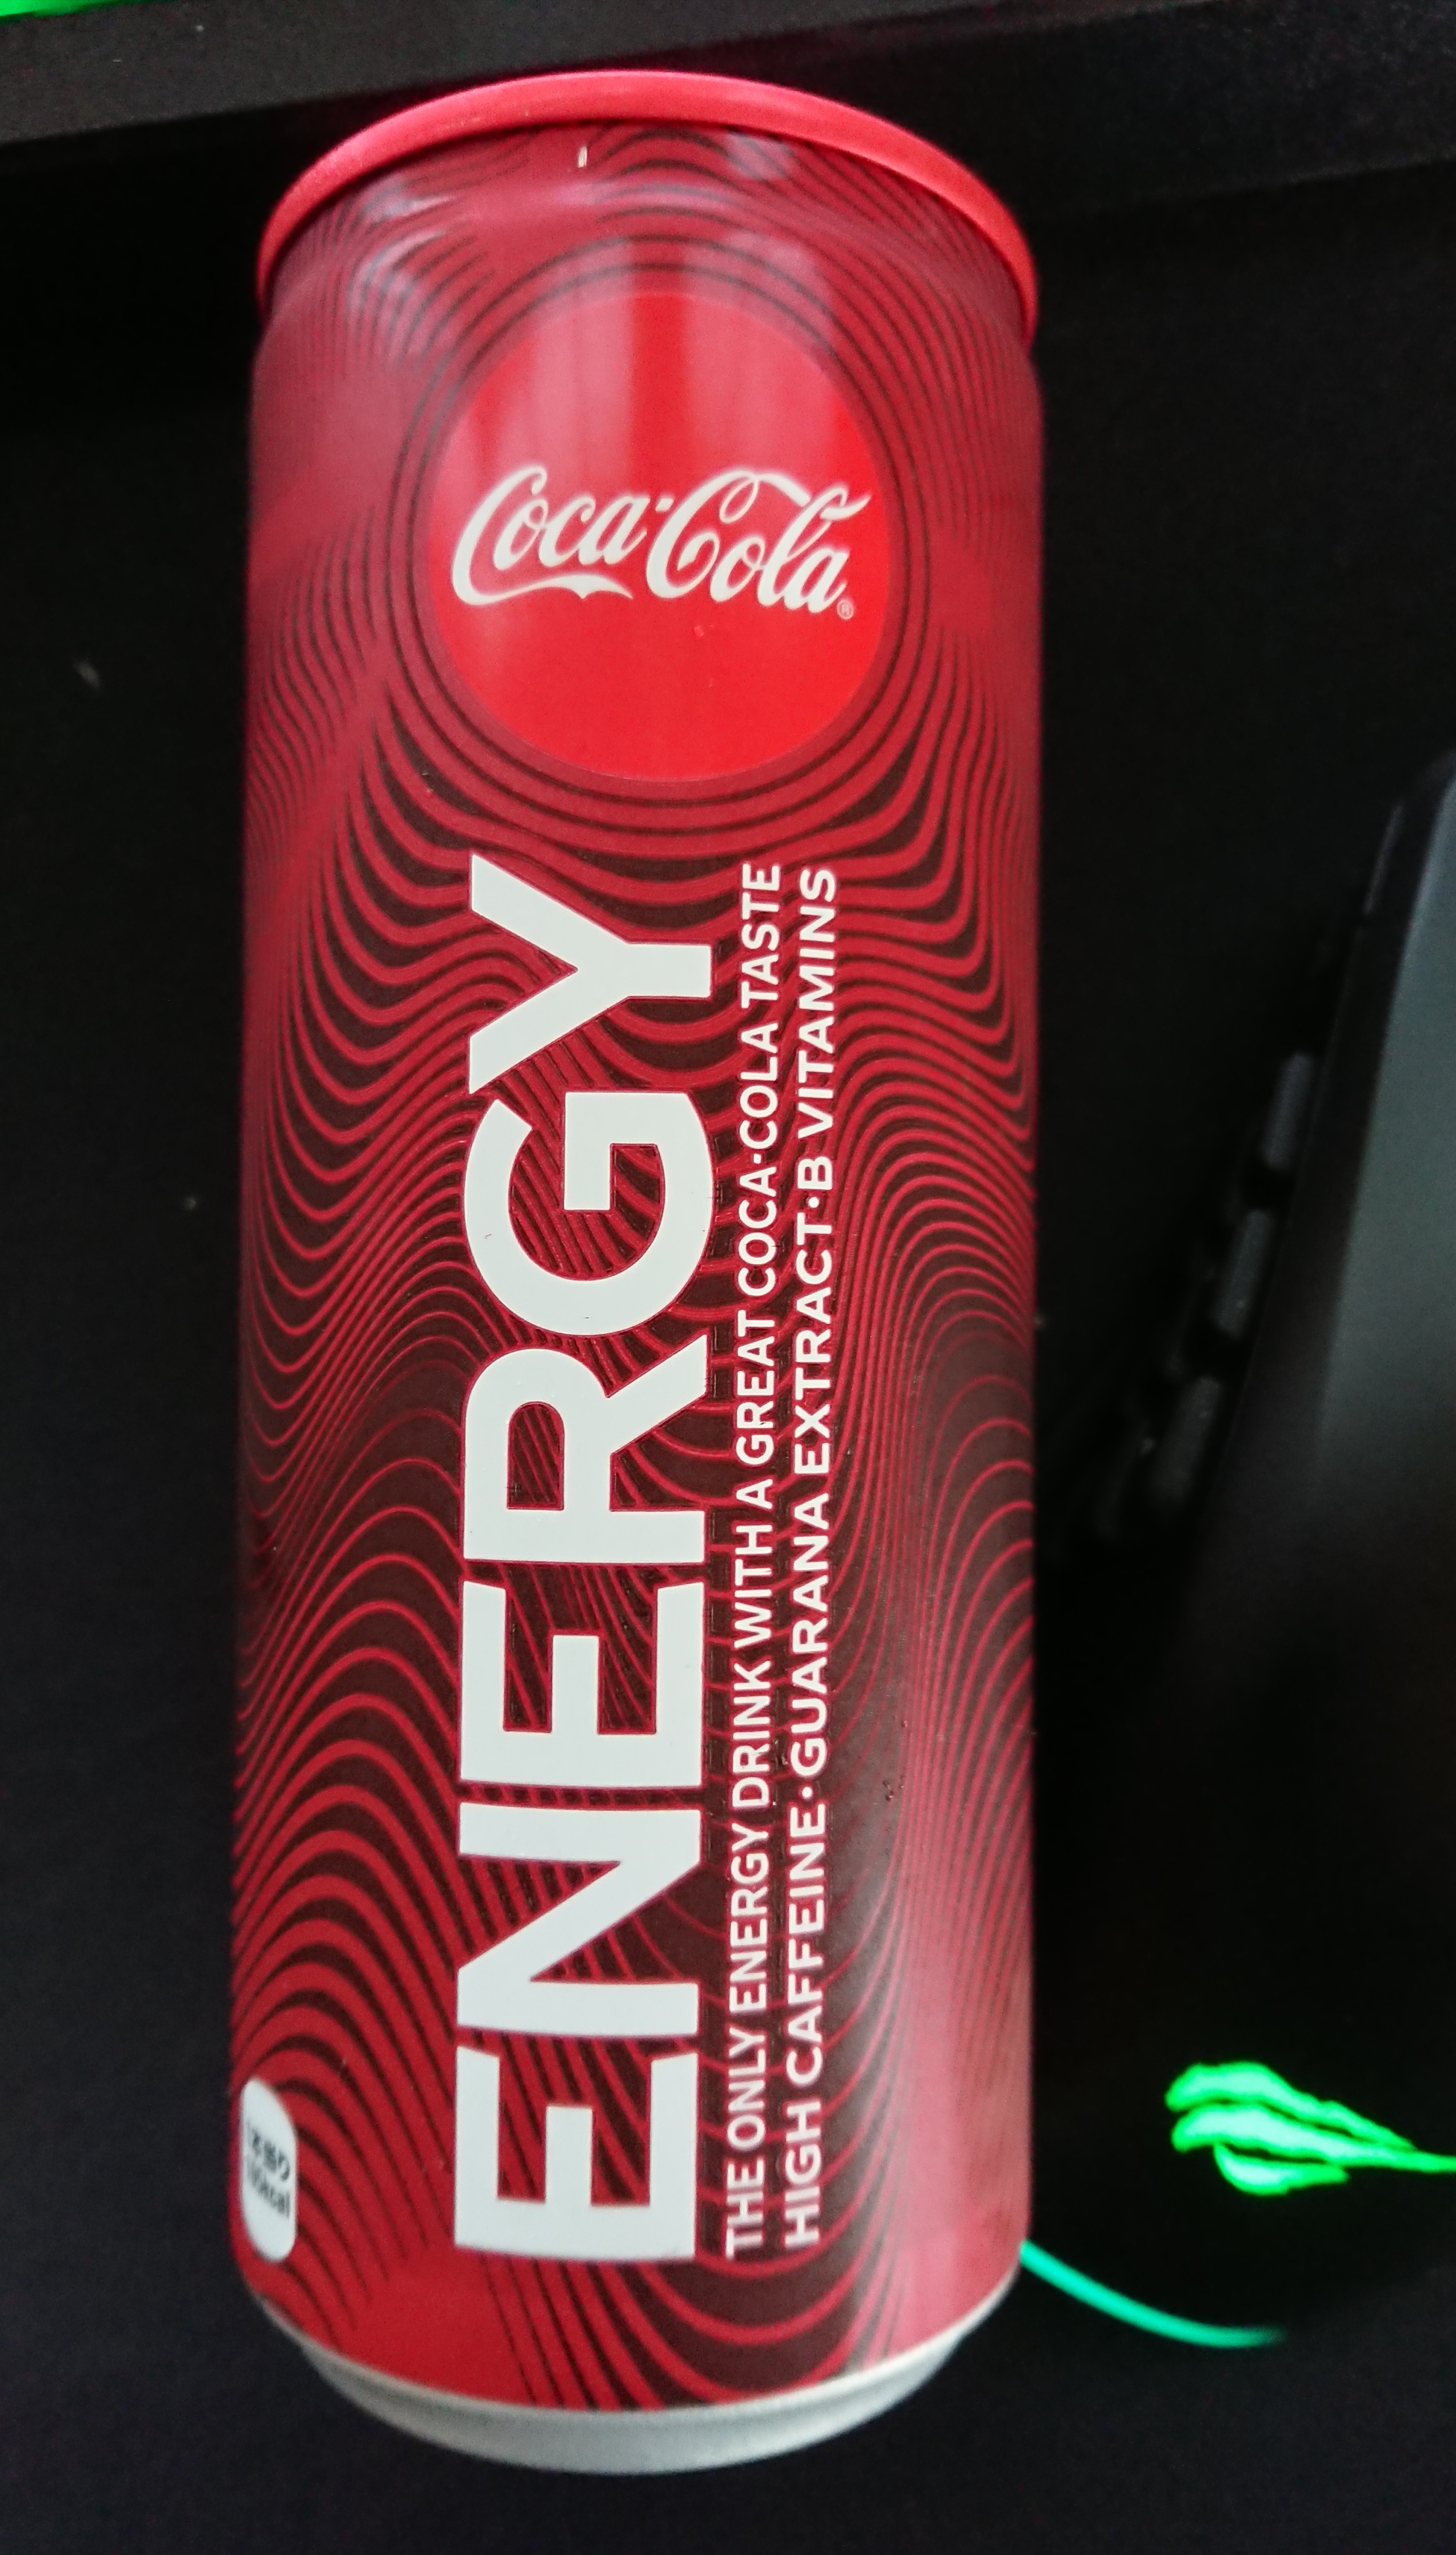 Coca-Cola®
ENERGY
THE ONLY ENERGY DRINK WITH A GREAT COCA-COLA TASTE
HIGH CAFFEINE·GUARANA EXTRACT·B VITAMINS